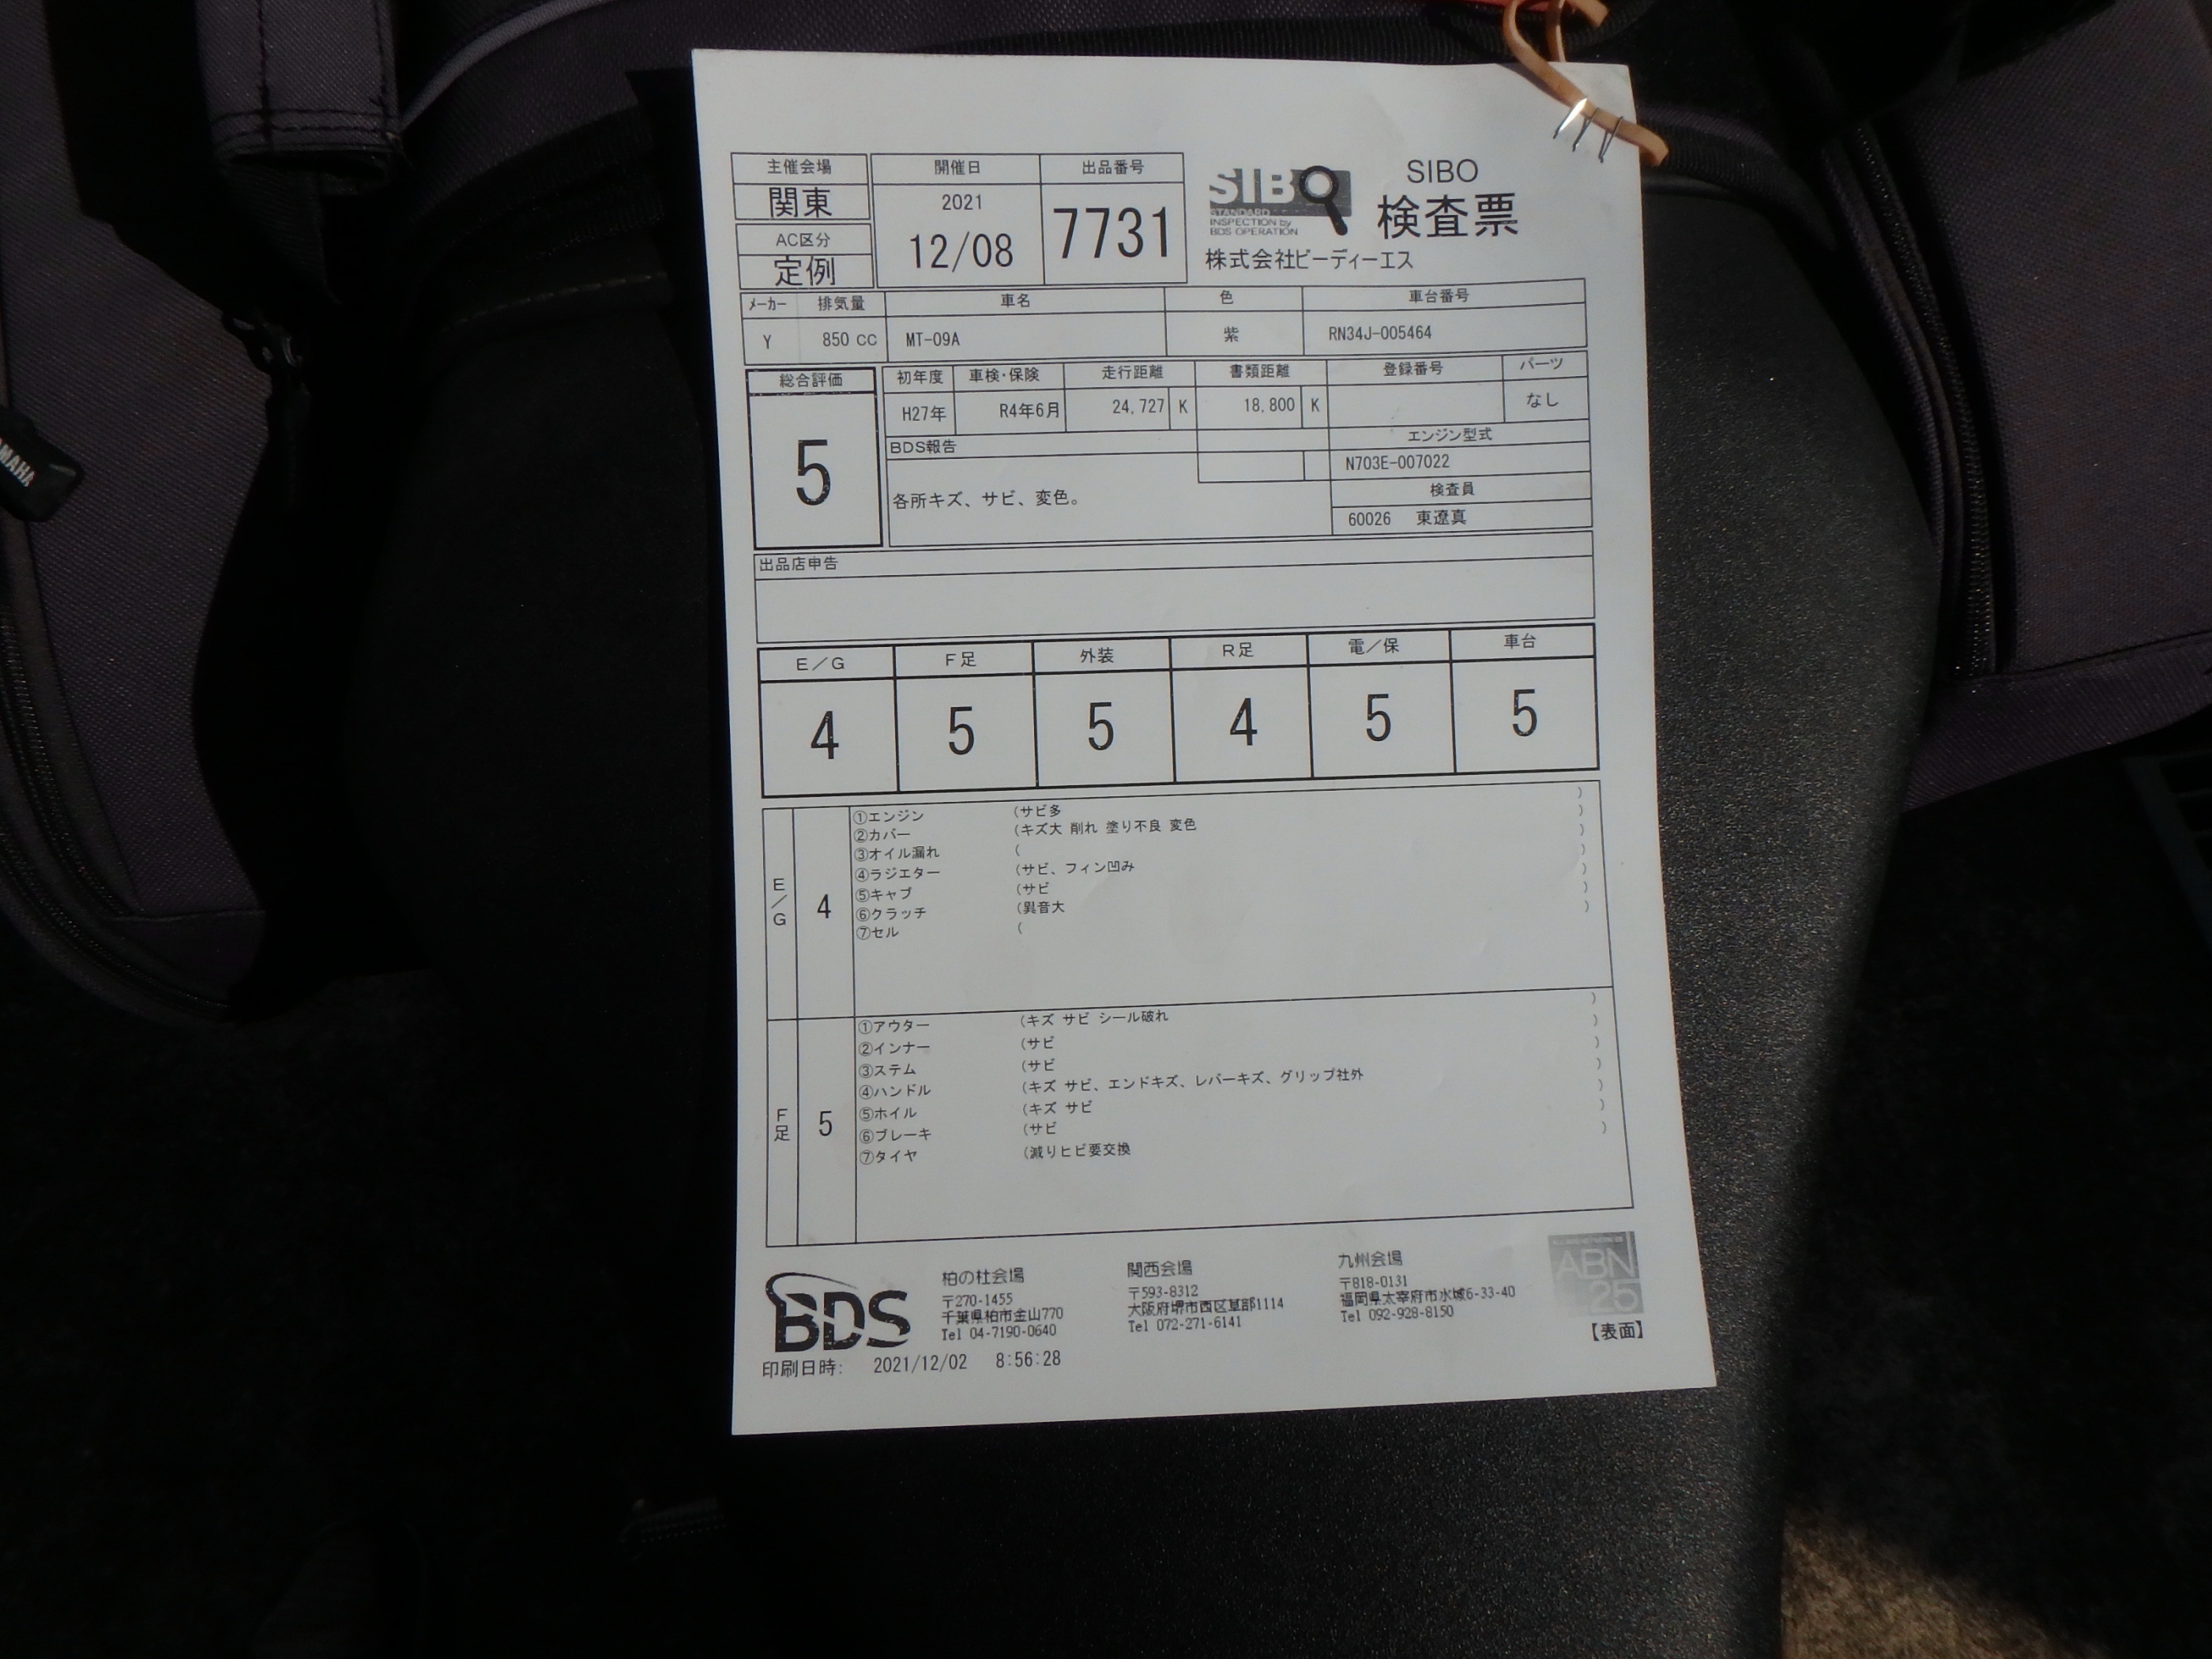 主催会場
関東
AC区分
定例
開催日
2021
12/08
出品番号
7731
SIBO
STANDARD
INSPECTION by
BDS OPERATION
SIBO
検査票
株式会社ビーディーエス
ﾒｰｶｰ 排気量 車名 色 車台番号
Y 850 CC MT-09A 紫 RN34J-005464
総合評価
5
初年度 車検・保険 走行距離 書類距離 登録番号 パーツ
H27年 R4年6月 24,727 K 18,800 K なし
BDS報告
各所キズ、サビ、変色。
エンジン型式
N703E-007022
検査員
60026 東遼真
出品店申告
E／G F足 外装 R足 電／保 車台
4 5 5 4 5 5
E／G
4
①エンジン (サビ多 )
②カバー (キズ大 削れ 塗り不良 変色 )
③オイル漏れ ( )
④ラジエター (サビ、フィン凹み )
⑤キャブ (サビ )
⑥クラッチ (異音大 )
⑦セル ( )
F足
5
①アウター (キズ サビ シール破れ )
②インナー (サビ )
③ステム (サビ )
④ハンドル (キズ サビ、エンドキズ、レバーキズ、グリップ社外 )
⑤ホイル (キズ サビ )
⑥ブレーキ (サビ )
⑦タイヤ (減りヒビ要交換 )
BDS
柏の杜会場
〒270-1455
千葉県柏市金山770
Tel 04-7190-0640
関西会場
〒593-8312
大阪府堺市西区草部1114
Tel 072-271-6141
九州会場
〒818-0131
福岡県太宰府市水城6-33-40
Tel 092-928-8150
ABN
25
【表面】
印刷日時: 2021/12/02 8:56:28